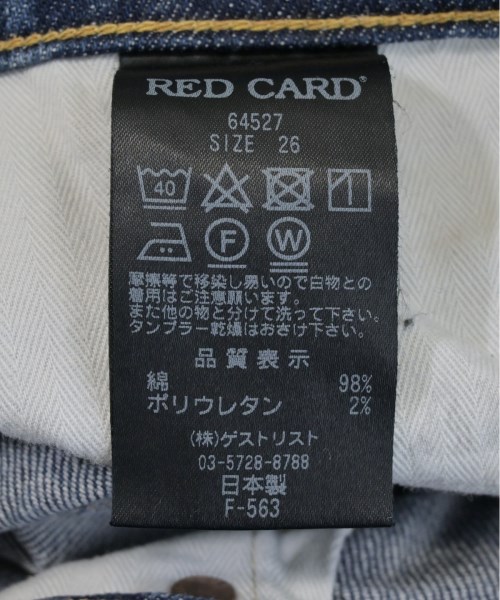 RED CARD®
64527
SIZE 26
40
F W
摩擦等で移染し易いので白物との
着用はご注意願います。
また他の物と分けて洗って下さい。
タンブラー乾燥はおさけ下さい。
品質表示
綿 98%
ポリウレタン 2%
(株)ゲストリスト
03-5728-8788
日本製
F-563